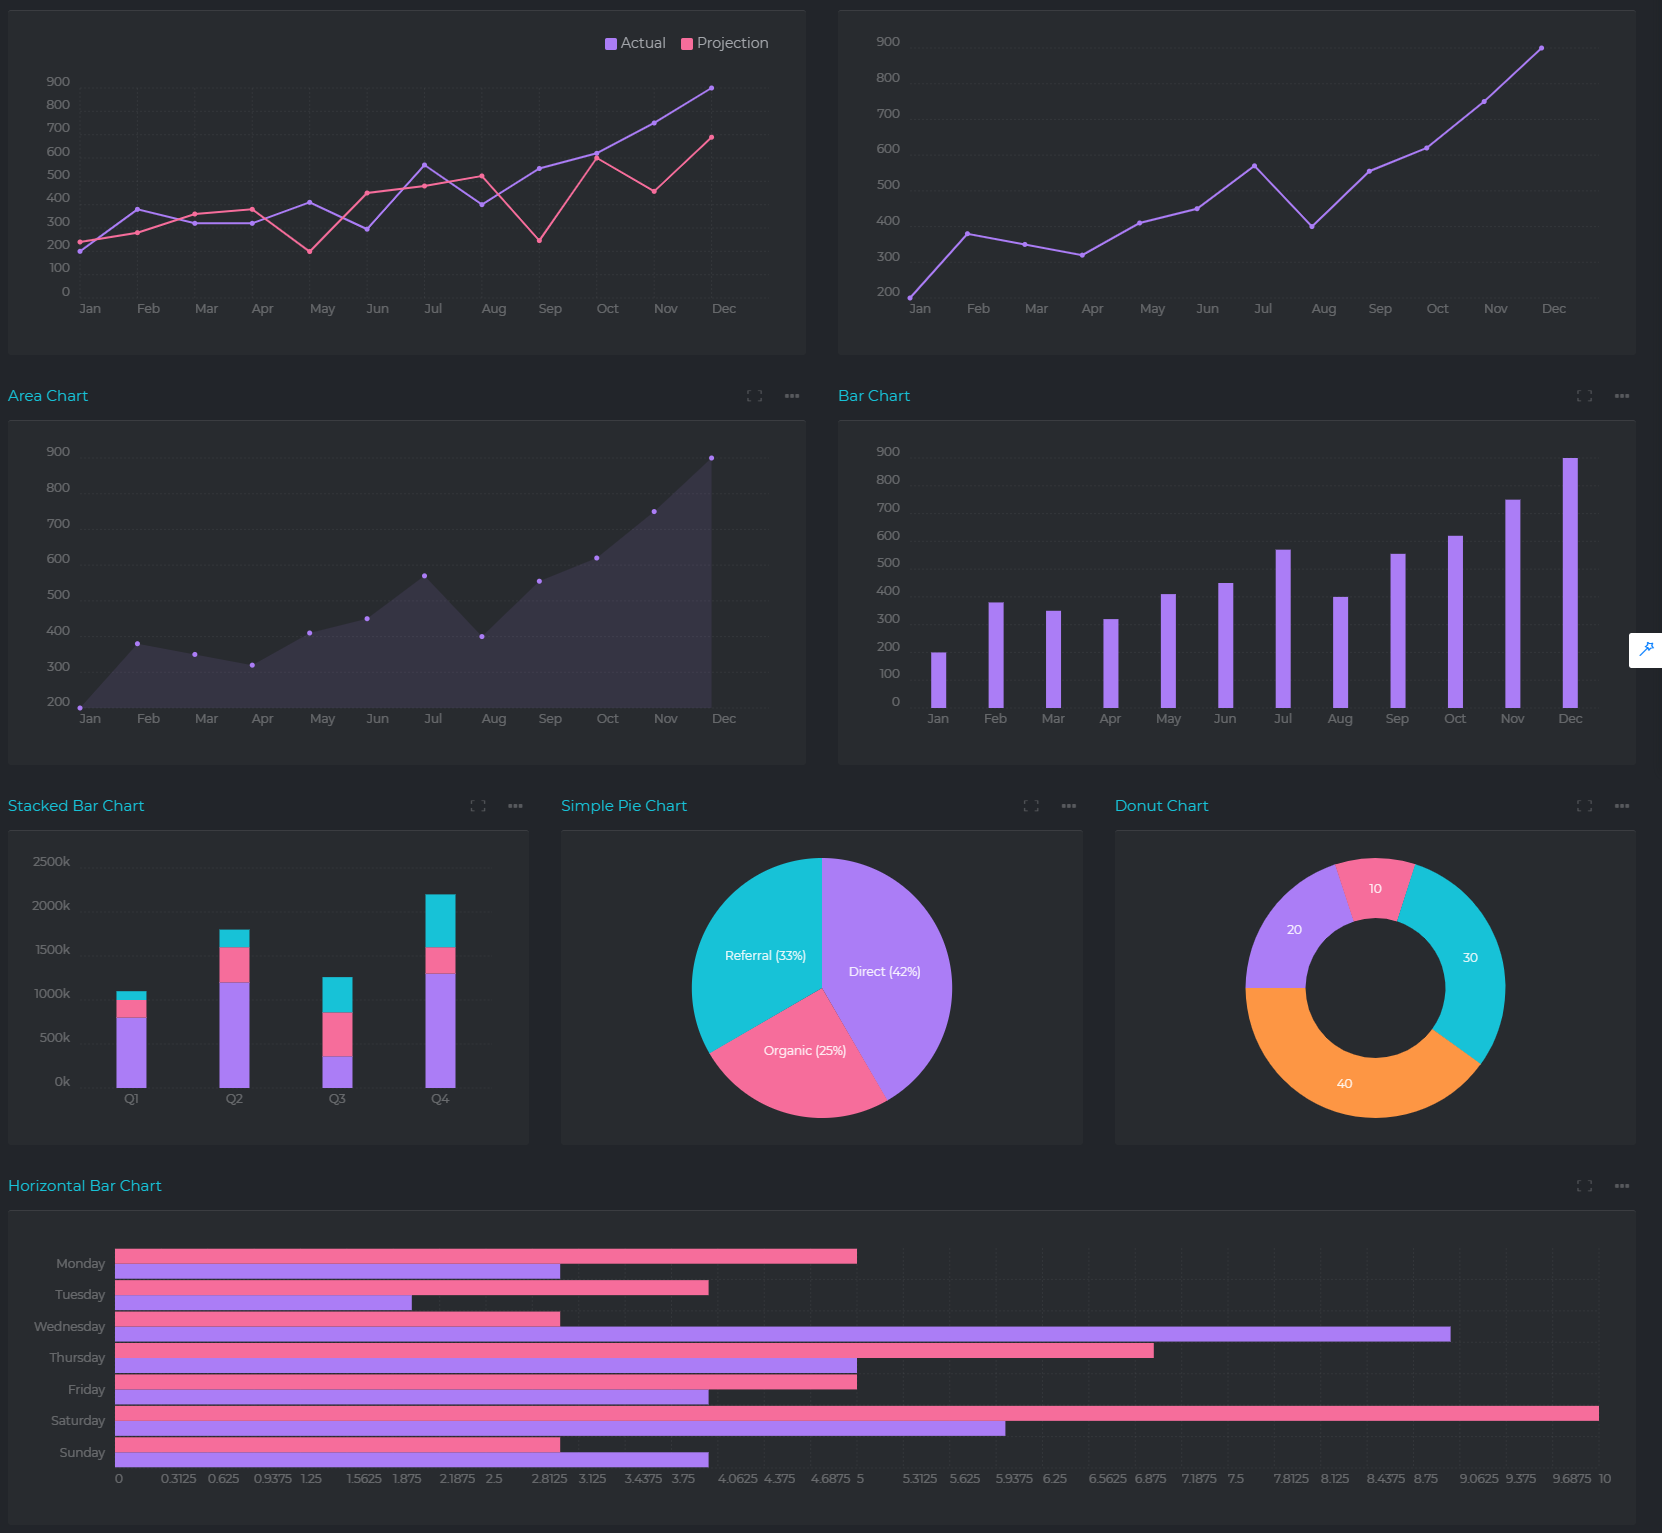 Actual Projection
900
800
700
600
500
400
300
200
100
0
Jan Feb Mar Apr May Jun Jul Aug Sep Oct Nov Dec
900
800
700
600
500
400
300
200
Jan Feb Mar Apr May Jun Jul Aug Sep Oct Nov Dec
Area Chart
900
800
700
600
500
400
300
200
Jan Feb Mar Apr May Jun Jul Aug Sep Oct Nov Dec
Bar Chart
900
800
700
600
500
400
300
200
100
0
Jan Feb Mar Apr May Jun Jul Aug Sep Oct Nov Dec
Stacked Bar Chart
2500k
2000k
1500k
1000k
500k
0k
Q1 Q2 Q3 Q4
Simple Pie Chart
Referral (33%)
Direct (42%)
Organic (25%)
Donut Chart
10
20
30
40
Horizontal Bar Chart
Monday
Tuesday
Wednesday
Thursday
Friday
Saturday
Sunday
0 0.3125 0.625 0.9375 1.25 1.5625 1.875 2.1875 2.5 2.8125 3.125 3.4375 3.75 4.0625 4.375 4.6875 5 5.3125 5.625 5.9375 6.25 6.5625 6.875 7.1875 7.5 7.8125 8.125 8.4375 8.75 9.0625 9.375 9.6875 10